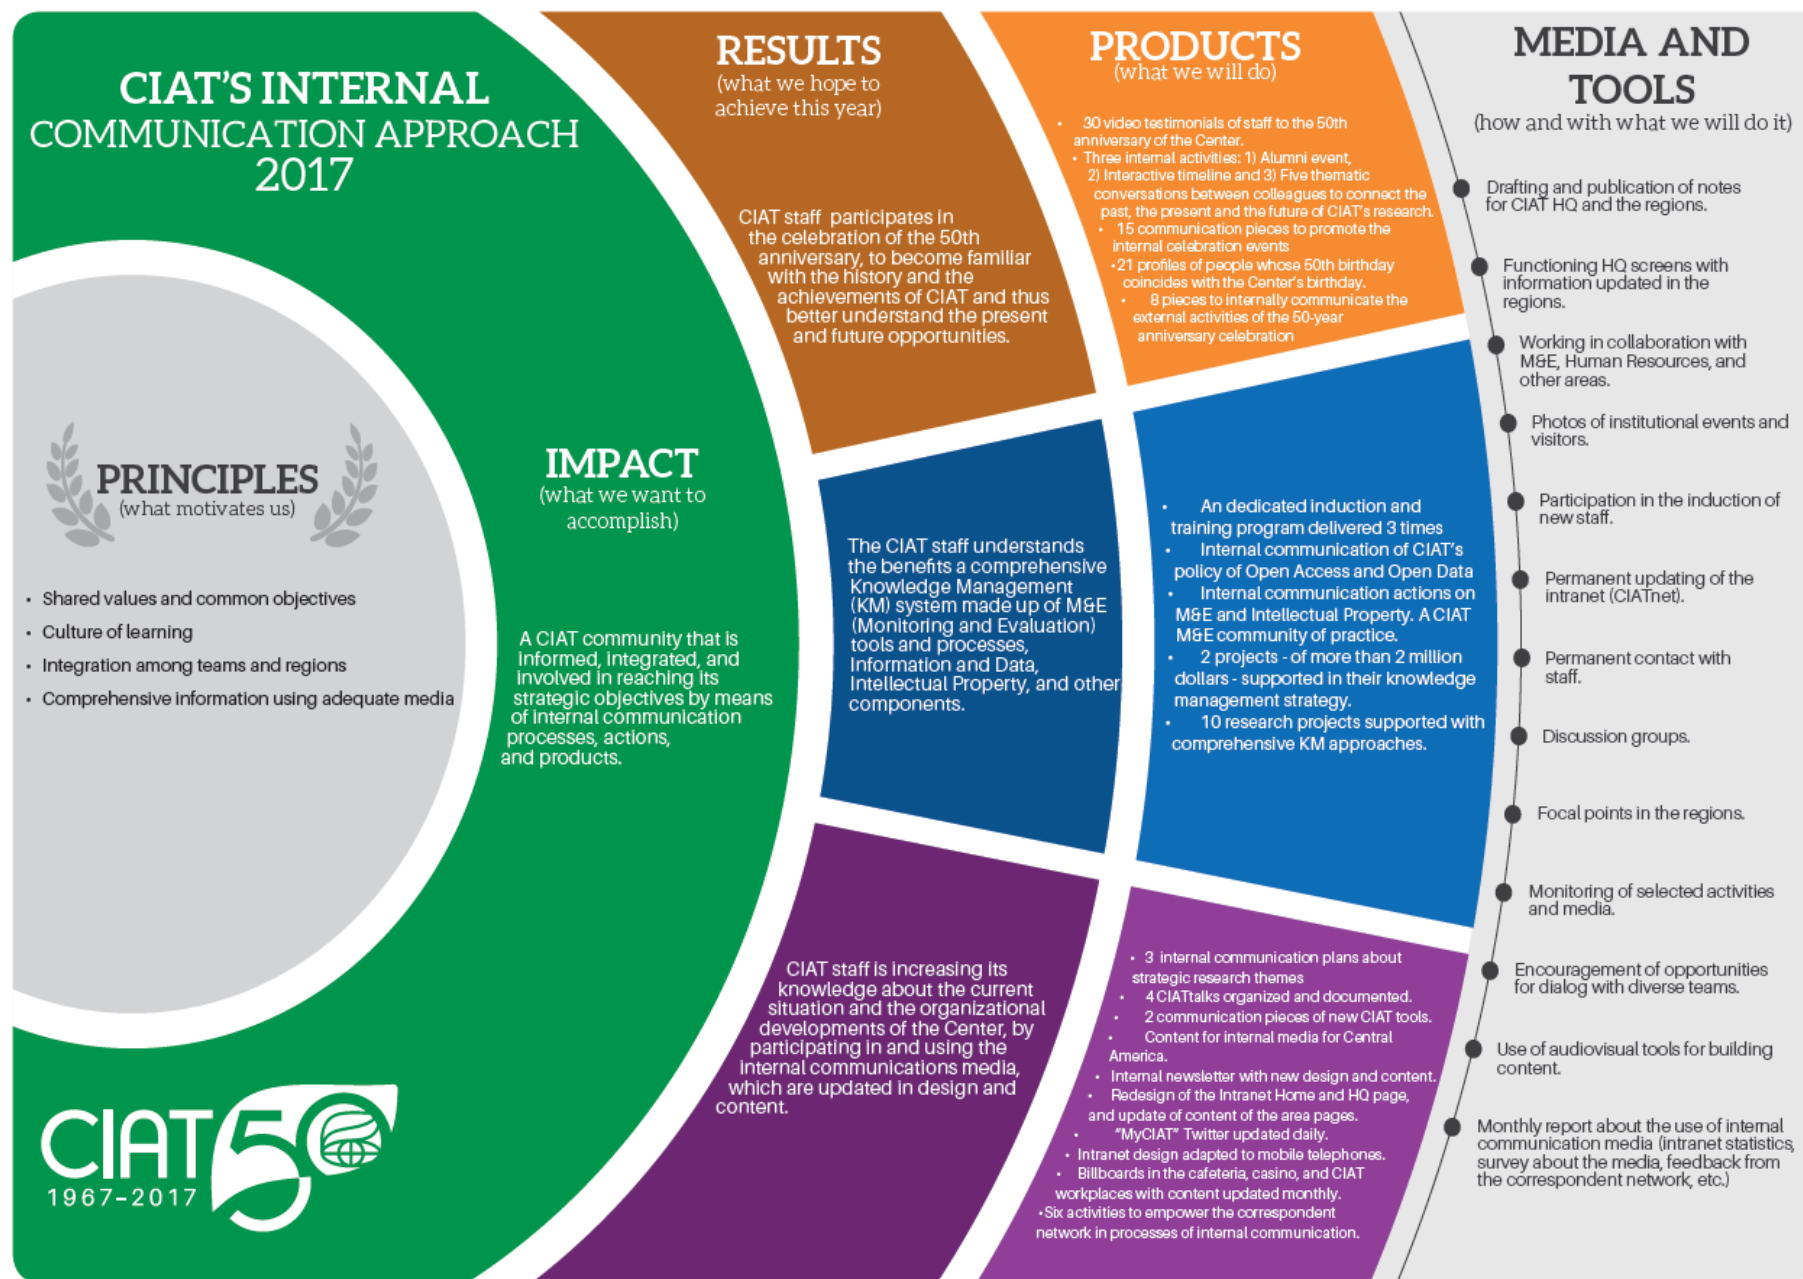 CIAT'S INTERNAL
COMMUNICATION APPROACH
2017
PRINCIPLES
(what motivates us)
• Shared values and common objectives
• Culture of learning
• Integration among teams and regions
• Comprehensive information using adequate media
CIAT 50
1967-2017
IMPACT
(what we want to
accomplish)
A CIAT community that is
informed, integrated, and
involved in reaching its
strategic objectives by means
of internal communication
processes, actions,
and products.
RESULTS
(what we hope to
achieve this year)
CIAT staff participates in
the celebration of the 50th
anniversary, to become familiar
with the history and the
achievements of CIAT and thus
better understand the present
and future opportunities.
The CIAT staff understands
the benefits a comprehensive
Knowledge Management
(KM) system made up of M&E
(Monitoring and Evaluation)
tools and processes,
Information and Data,
Intellectual Property, and other
components.
CIAT staff is increasing its
knowledge about the current
situation and the organizational
developments of the Center, by
participating in and using the
internal communications media,
which are updated in design and
content.
PRODUCTS
(what we will do)
• 30 video testimonials of staff to the 50th
anniversary of the Center.
• Three internal activities: 1) Alumni event,
2) Interactive timeline and 3) Five thematic
conversations between colleagues to connect the
past, the present and the future of CIAT's research.
• 15 communication pieces to promote the
internal celebration events
•21 profiles of people whose 50th birthday
coincides with the Center's birthday.
• 8 pieces to internally communicate the
external activities of the 50-year
anniversary celebration
• An dedicated induction and
training program delivered 3 times
• Internal communication of CIAT's
policy of Open Access and Open Data
• Internal communication actions on
M&E and Intellectual Property. A CIAT
M&E community of practice.
• 2 projects - of more than 2 million
dollars - supported in their knowledge
management strategy.
• 10 research projects supported with
comprehensive KM approaches.
• 3 internal communication plans about
strategic research themes
• 4 CIATtalks organized and documented.
• 2 communication pieces of new CIAT tools.
• Content for internal media for Central
America.
• Internal newsletter with new design and content.
• Redesign of the Intranet Home and HQ page,
and update of content of the area pages.
• "MyCIAT" Twitter updated daily.
• Intranet design adapted to mobile telephones.
• Billboards in the cafeteria, casino, and CIAT
workplaces with content updated monthly.
•Six activities to empower the correspondent
network in processes of internal communication.
MEDIA AND
TOOLS
(how and with what we will do it)
Drafting and publication of notes
for CIAT HQ and the regions.
Functioning HQ screens with
information updated in the
regions.
Working in collaboration with
M&E, Human Resources, and
other areas.
Photos of institutional events and
visitors.
Participation in the induction of
new staff.
Permanent updating of the
intranet (CIATnet).
Permanent contact with
staff.
Discussion groups.
Focal points in the regions.
Monitoring of selected activities
and media.
Encouragement of opportunities
for dialog with diverse teams.
Use of audiovisual tools for building
content.
Monthly report about the use of internal
communication media (intranet statistics,
survey about the media, feedback from
the correspondent network, etc.)